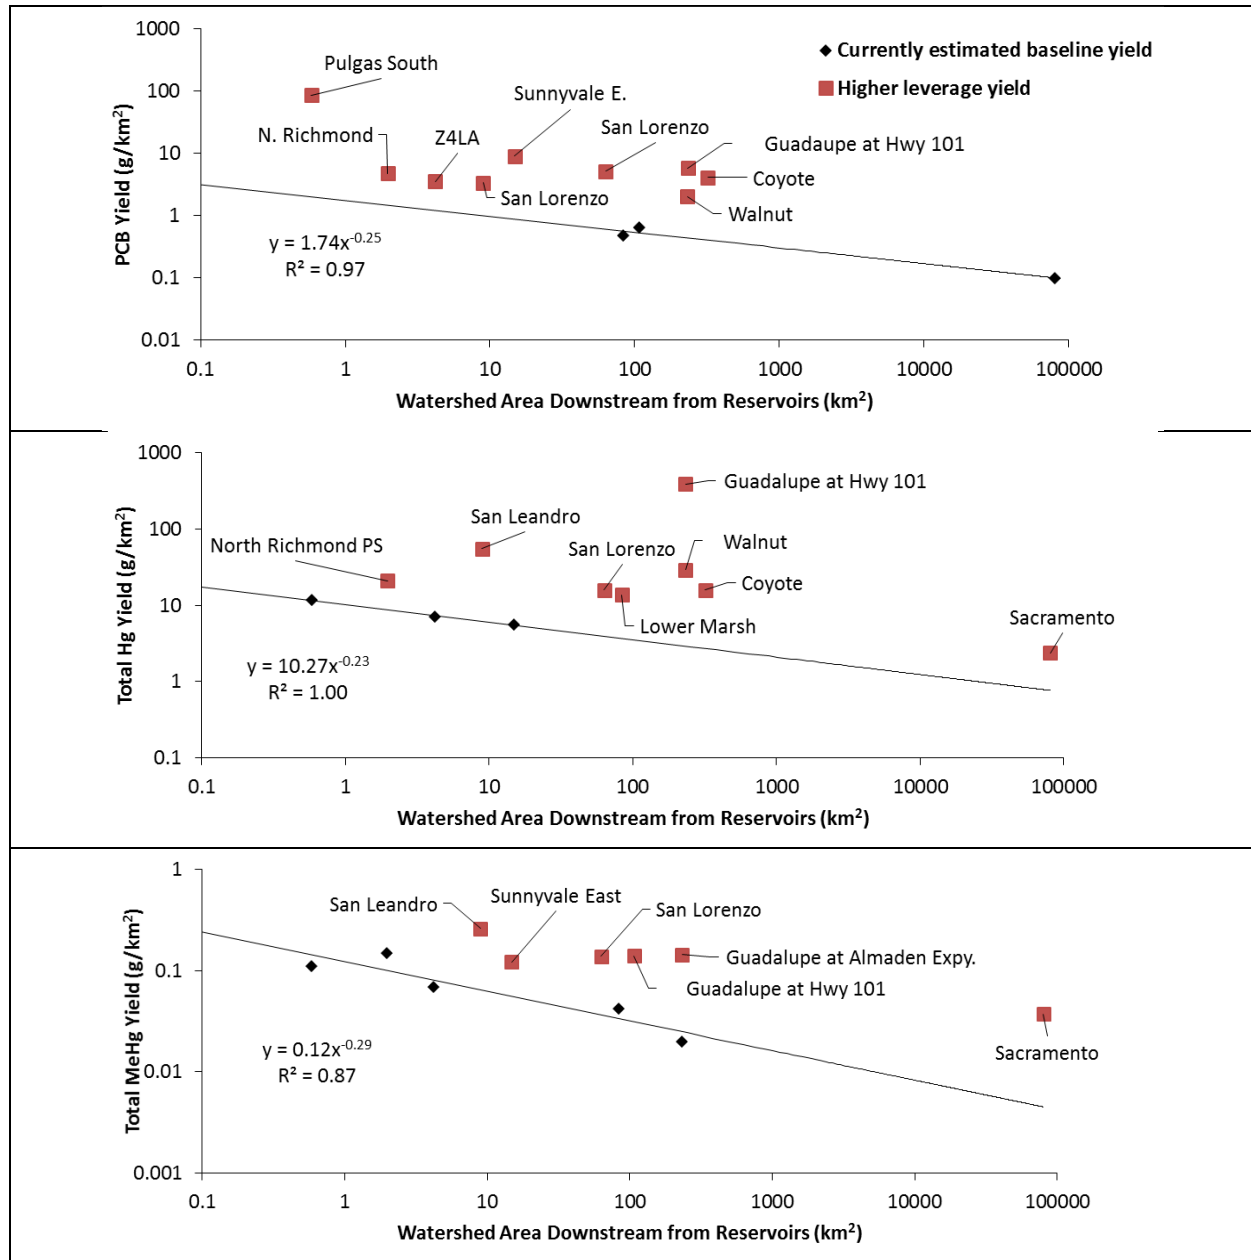 1000
100
10
1
0.1
0.01
PCB Yield (g/km²)
◆ Currently estimated baseline yield
■ Higher leverage yield
Pulgas South
Sunnyvale E.
N. Richmond
Z4LA
San Lorenzo
Guadaupe at Hwy 101
Coyote
San Lorenzo
Walnut
y = 1.74x⁻⁰·²⁵
R² = 0.97
0.1 1 10 100 1000 10000 100000
Watershed Area Downstream from Reservoirs (km²)
1000
100
10
1
0.1
Total Hg Yield (g/km²)
Guadalupe at Hwy 101
San Leandro
North Richmond PS
San Lorenzo
Walnut
Coyote
Lower Marsh
Sacramento
y = 10.27x⁻⁰·²³
R² = 1.00
0.1 1 10 100 1000 10000 100000
Watershed Area Downstream from Reservoirs (km²)
1
0.1
0.01
0.001
Total MeHg Yield (g/km²)
San Leandro
Sunnyvale East
San Lorenzo
Guadalupe at Almaden Expy.
Guadalupe at Hwy 101
Sacramento
y = 0.12x⁻⁰·²⁹
R² = 0.87
0.1 1 10 100 1000 10000 100000
Watershed Area Downstream from Reservoirs (km²)